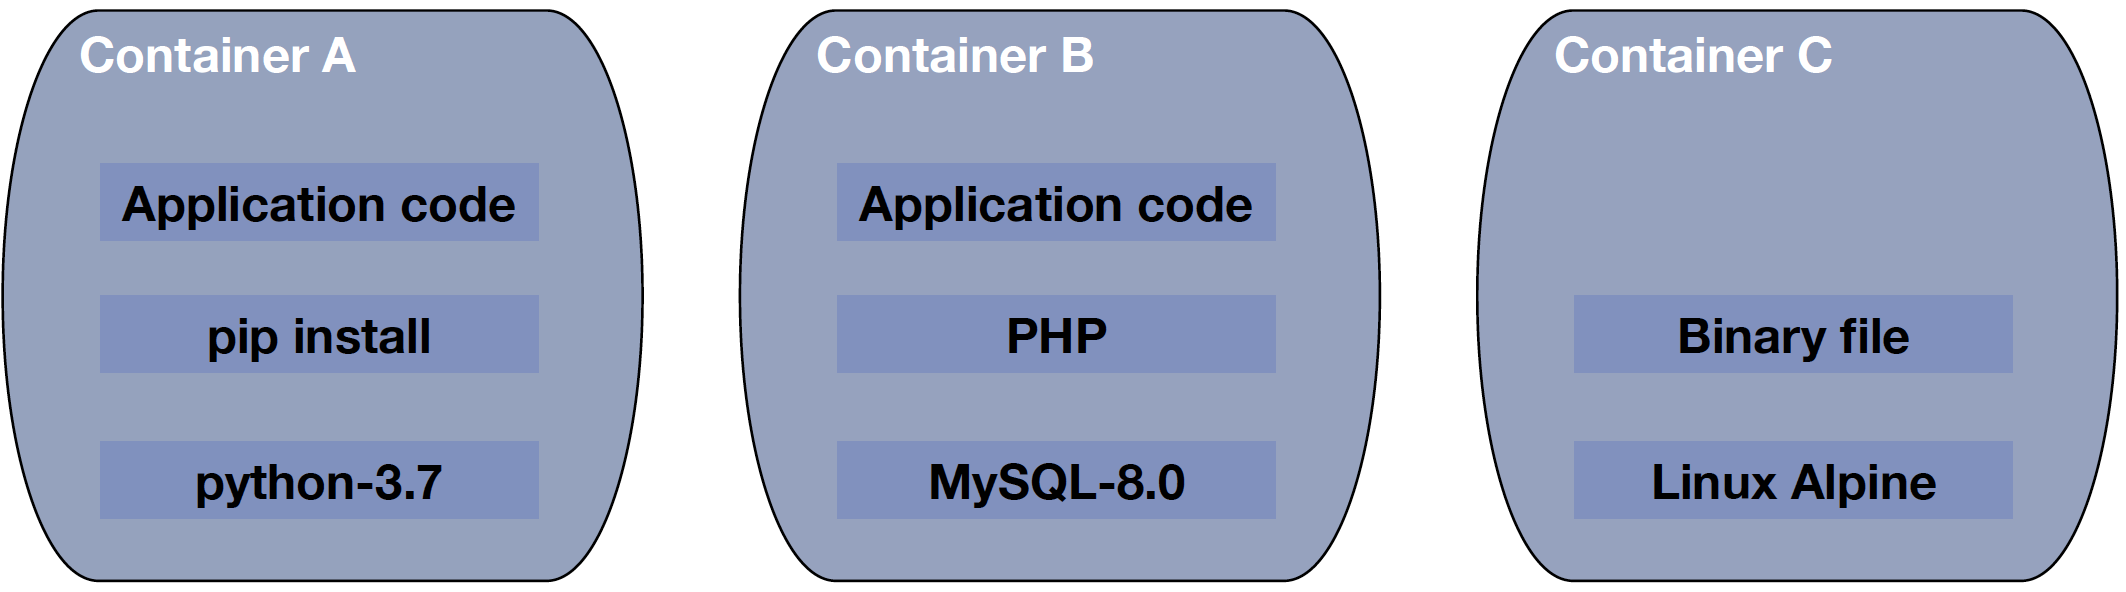 Container A
Application code
pip install
python-3.7
Container B
Application code
PHP
MySQL-8.0
Container C
Binary file
Linux Alpine